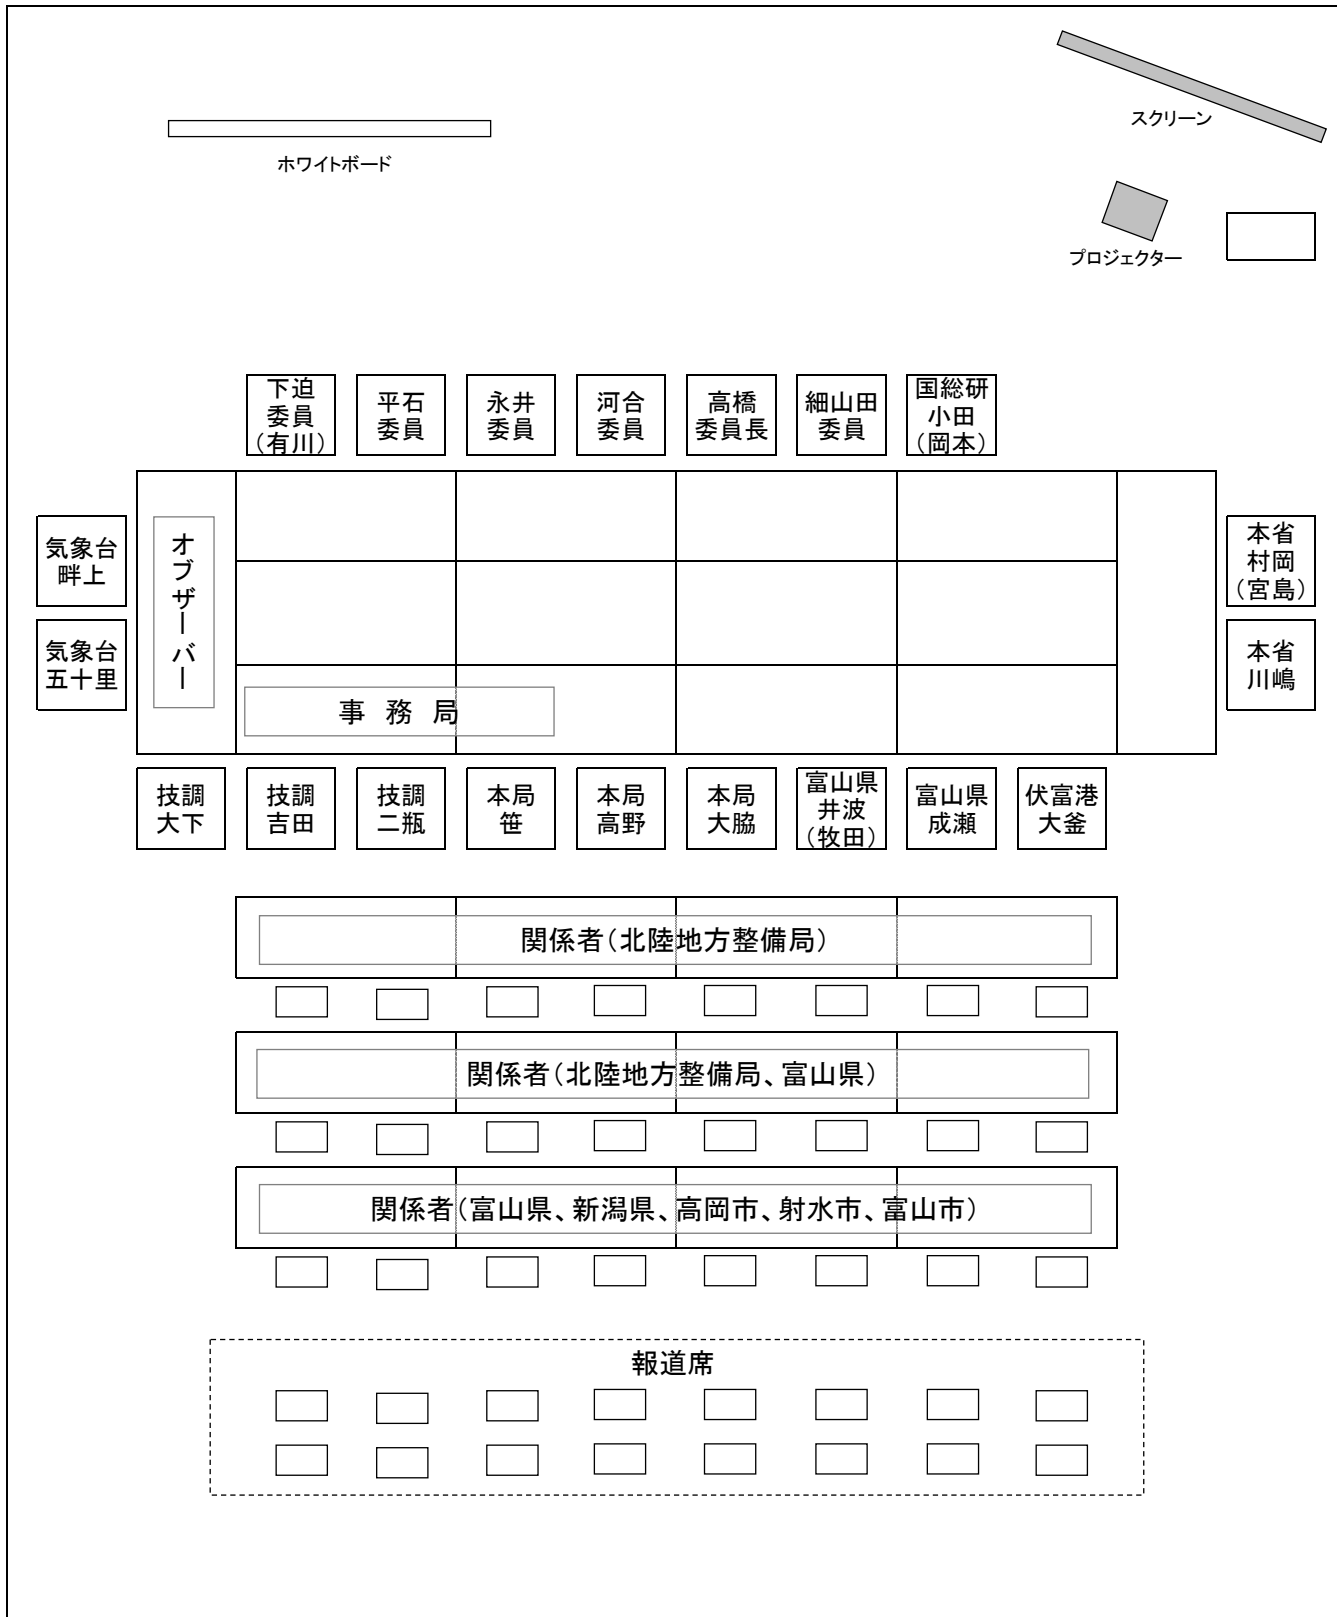 スクリーン
ホワイトボード
プロジェクター
下迫
委員
（有川）
平石
委員
永井
委員
河合
委員
高橋
委員長
細山田
委員
国総研
小田
（岡本）
気象台
畔上
気象台
五十里
オブザーバー
事 務 局
本省
村岡
（宮島）
本省
川嶋
技調
大下
技調
吉田
技調
二瓶
本局
笹
本局
高野
本局
大脇
富山県
井波
（牧田）
富山県
成瀬
伏富港
大釜
関係者（北陸地方整備局）
関係者（北陸地方整備局、富山県）
関係者（富山県、新潟県、高岡市、射水市、富山市）
報道席